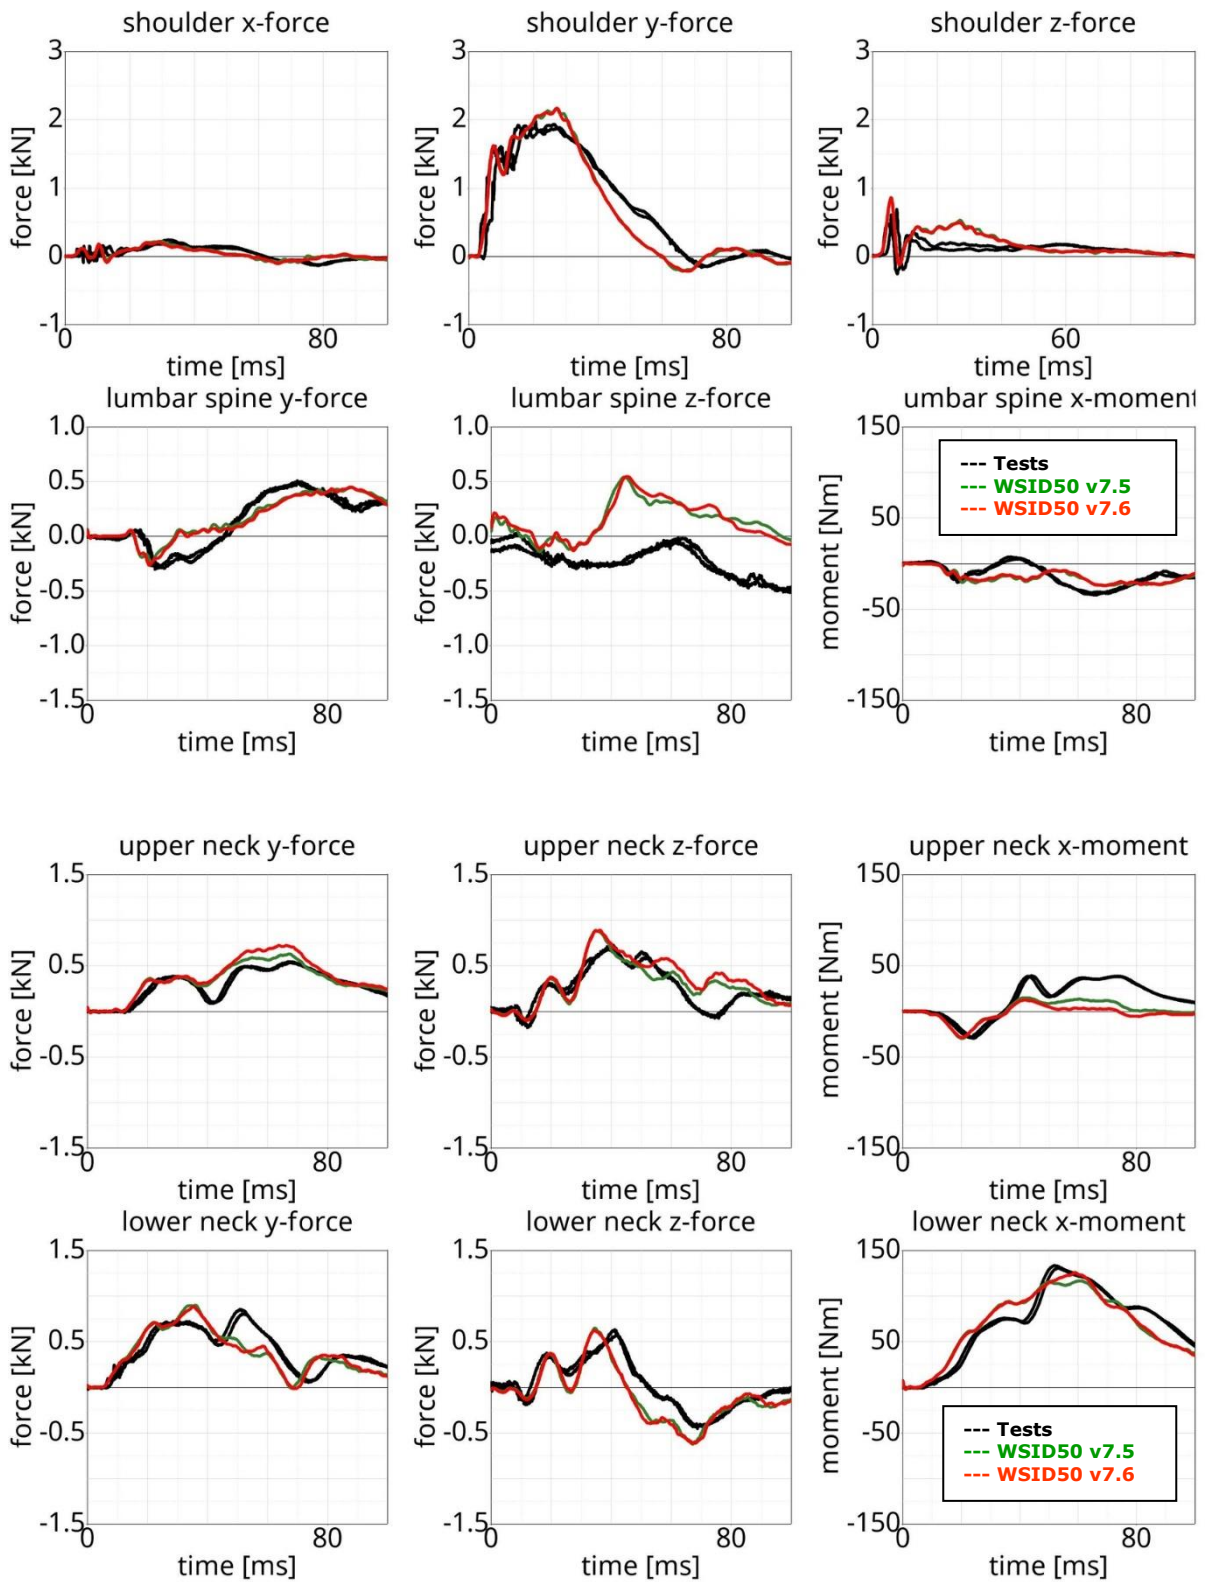 shoulder x-force
shoulder y-force
shoulder z-force
3
2
1
0
-1
force [kN]
0
80
time [ms]
3
2
1
0
-1
force [kN]
0
80
time [ms]
3
2
1
0
-1
force [kN]
0
60
time [ms]
lumbar spine y-force
lumbar spine z-force
umbar spine x-moment
1.0
0.5
0.0
-0.5
-1.0
-1.5
force [kN]
0
80
time [ms]
1.0
0.5
0.0
-0.5
-1.0
-1.5
force [kN]
0
80
time [ms]
150
50
-50
-150
moment [Nm]
0
80
time [ms]
--- Tests
--- WSID50 v7.5
--- WSID50 v7.6
upper neck y-force
upper neck z-force
upper neck x-moment
1.5
0.5
-0.5
-1.5
force [kN]
0
80
time [ms]
1.5
0.5
-0.5
-1.5
force [kN]
0
80
time [ms]
150
50
-50
-150
moment [Nm]
0
80
time [ms]
lower neck y-force
lower neck z-force
lower neck x-moment
1.5
0.5
-0.5
-1.5
force [kN]
0
80
time [ms]
1.5
0.5
-0.5
-1.5
force [kN]
0
80
time [ms]
150
50
-50
-150
moment [Nm]
0
80
time [ms]
--- Tests
--- WSID50 v7.5
--- WSID50 v7.6